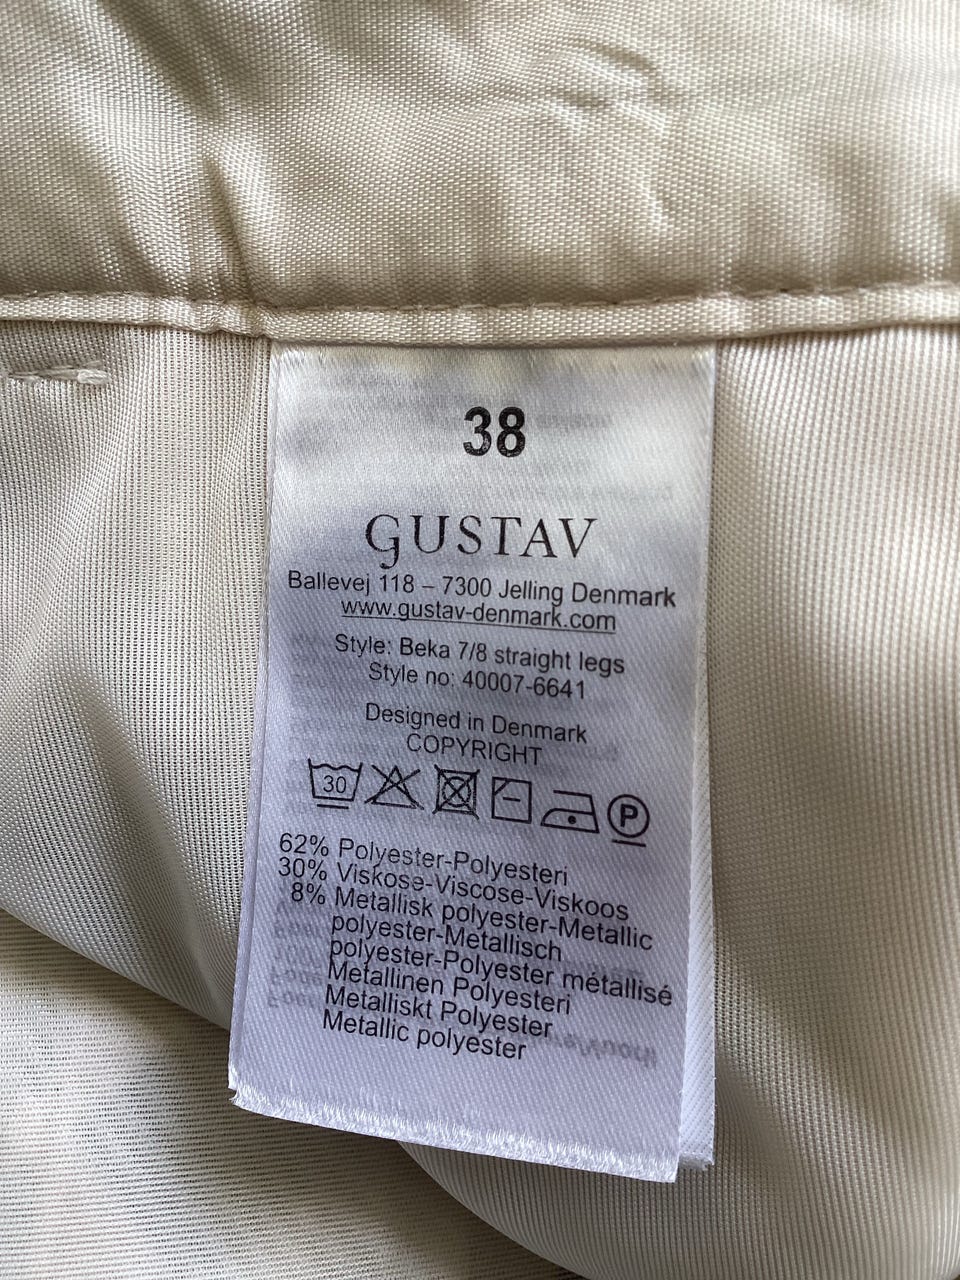 38
GUSTAV
Ballevej 118 – 7300 Jelling Denmark
www.gustav-denmark.com
Style: Beka 7/8 straight legs
Style no: 40007-6641
Designed in Denmark
COPYRIGHT
30 P
62% Polyester-Polyesteri
30% Viskose-Viscose-Viskoos
8% Metallisk polyester-Metallic
polyester-Metallisch
polyester-Polyester métallisé
Metallinen Polyesteri
Metalliskt Polyester
Metallic polyester